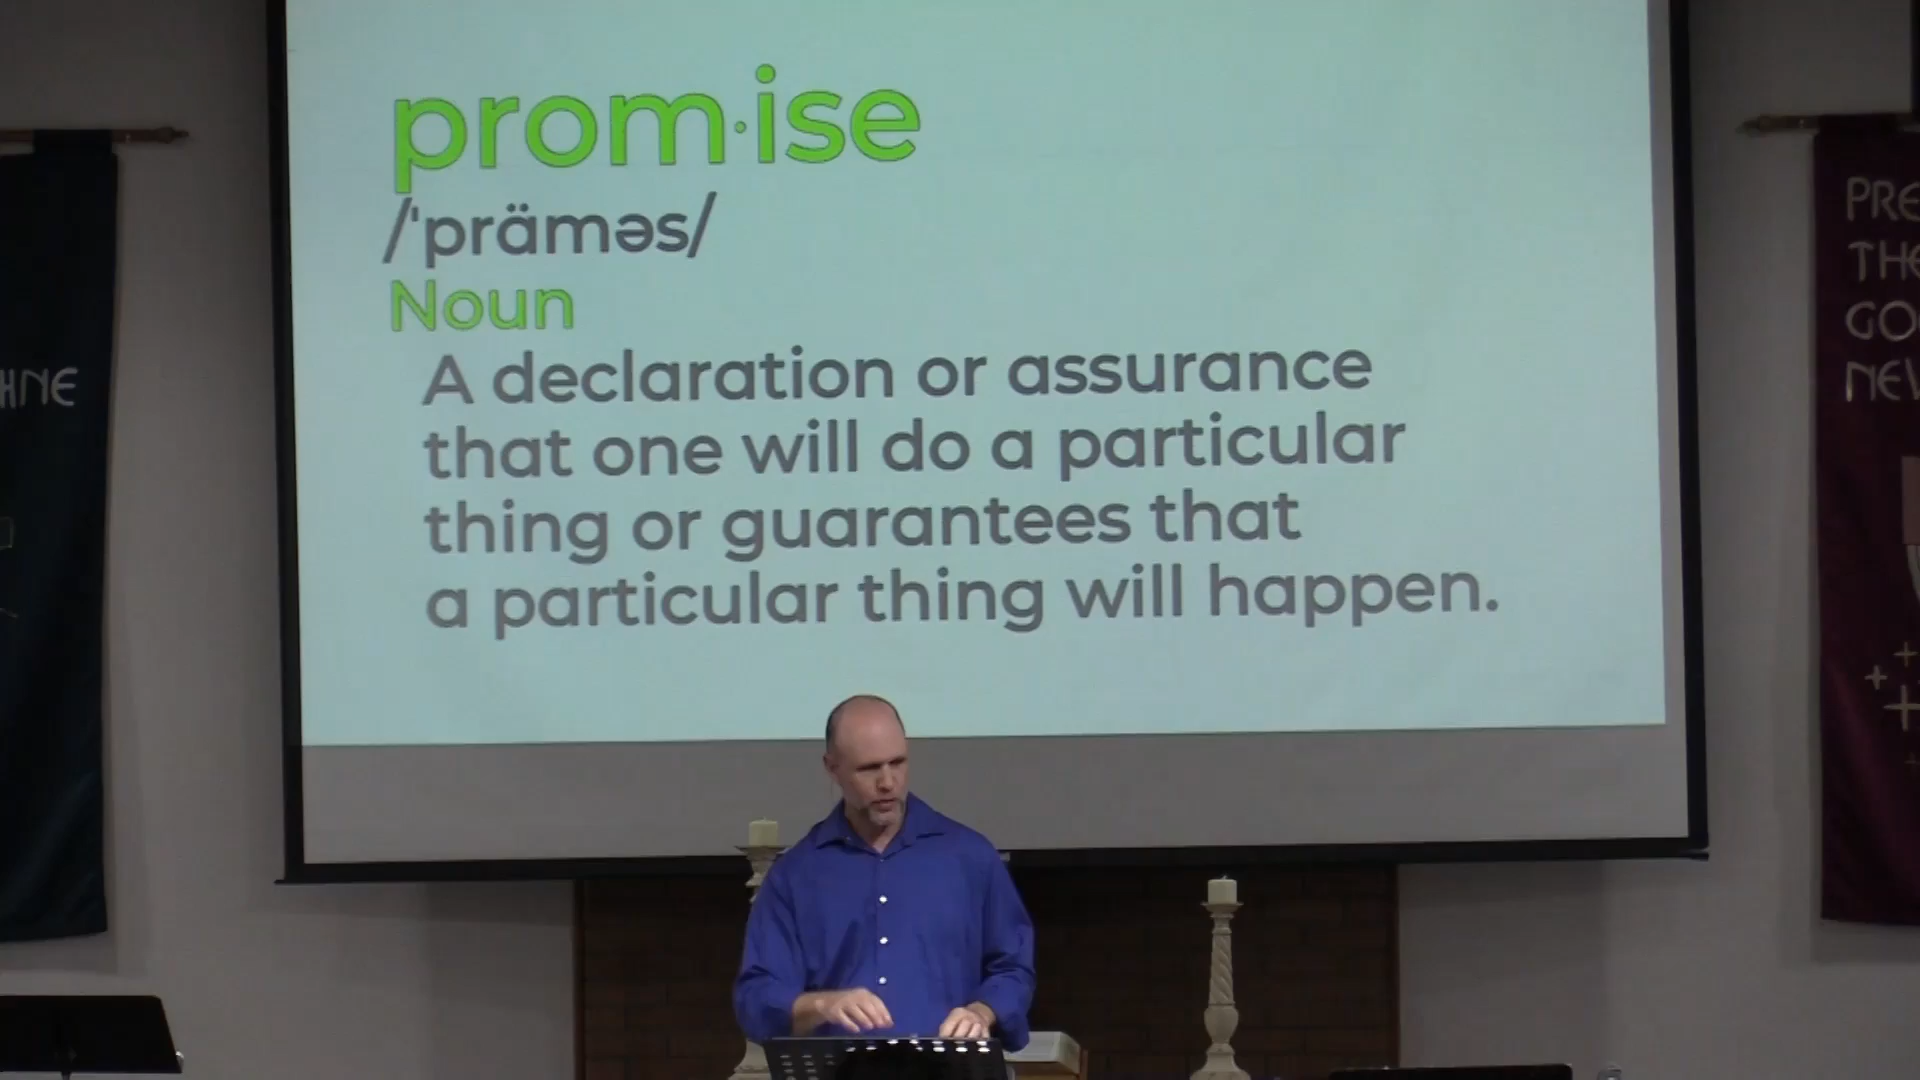 prom·ise
/ˈpräməs/
Noun
A declaration or assurance
that one will do a particular
thing or guarantees that
a particular thing will happen.
THE